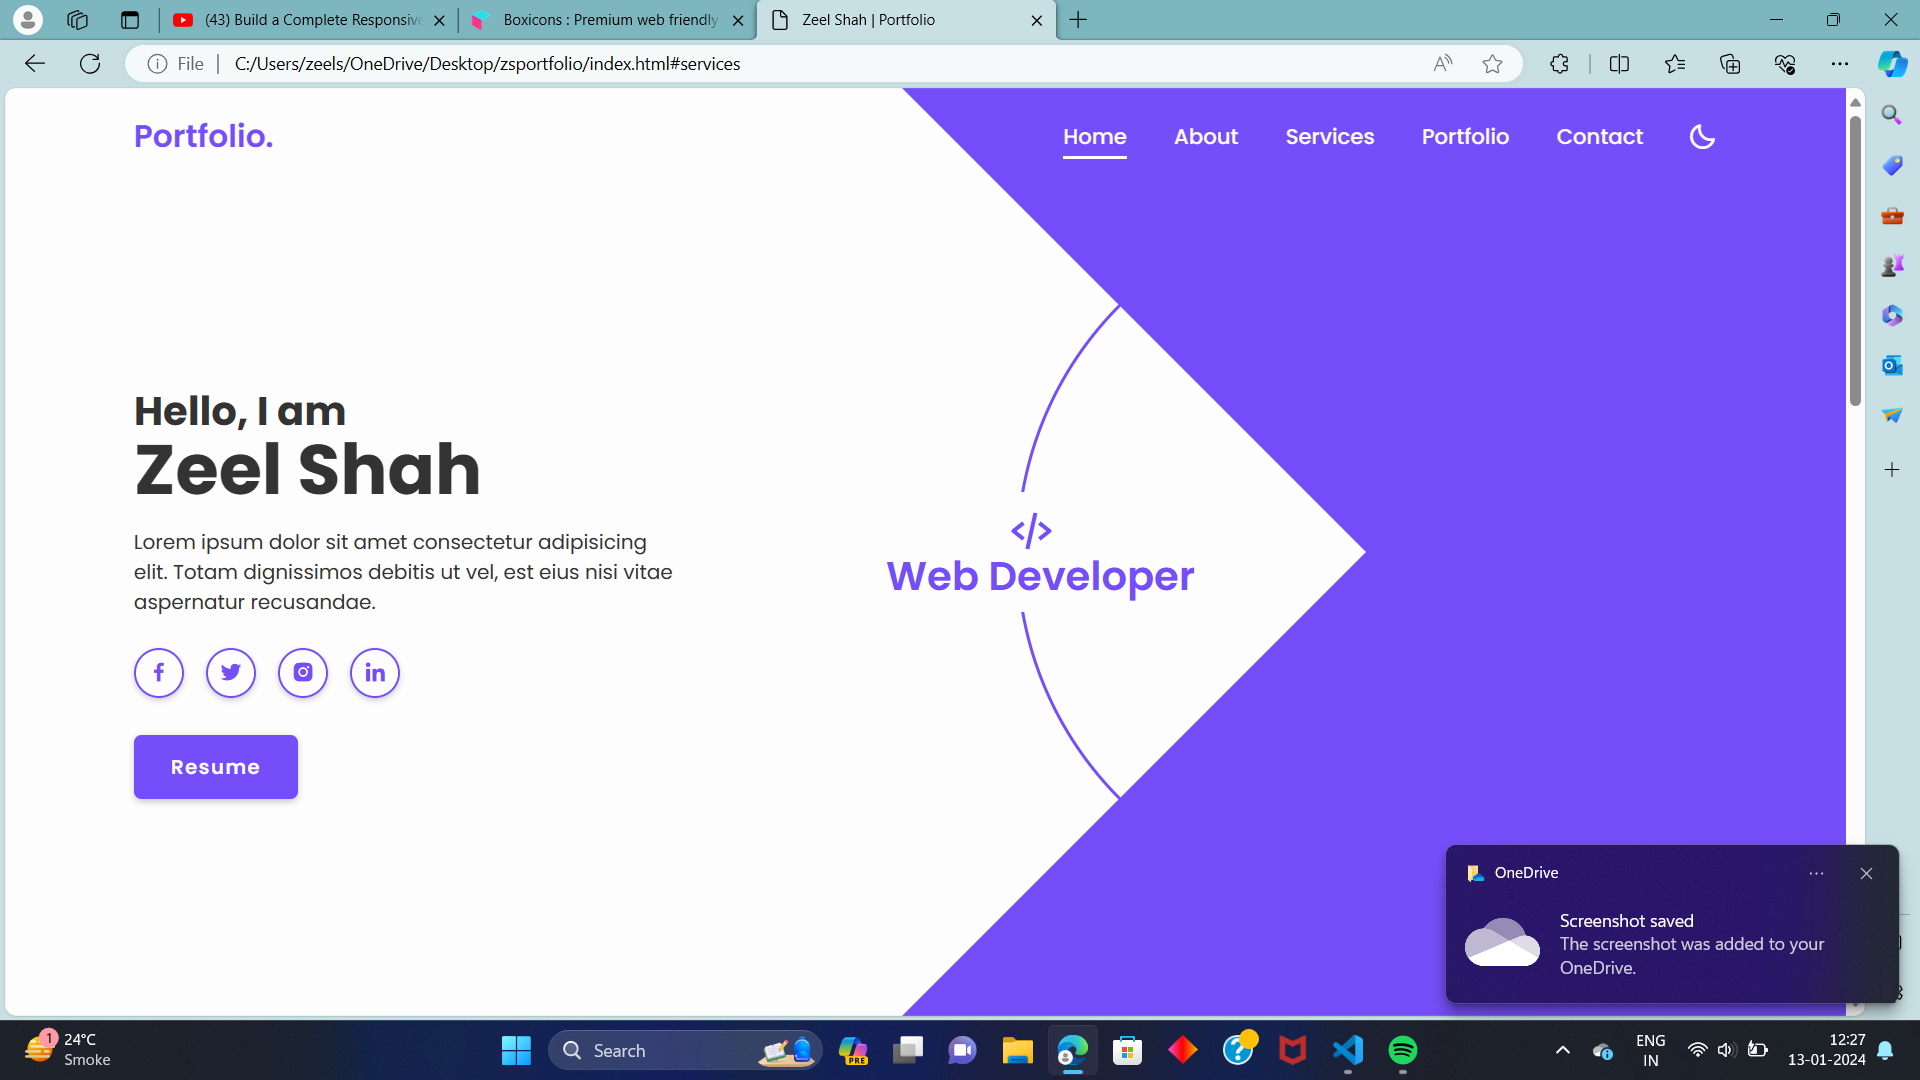 (43) Build a Complete Responsive
Boxicons : Premium web friendly
Zeel Shah | Portfolio
File
C:/Users/zeels/OneDrive/Desktop/zsportfolio/index.html#services
Portfolio.
Home
About
Services
Portfolio
Contact
Hello, I am
Zeel Shah
Lorem ipsum dolor sit amet consectetur adipisicing
elit. Totam dignissimos debitis ut vel, est eius nisi vitae
aspernatur recusandae.
Resume
</>
Web Developer
OneDrive
Screenshot saved
The screenshot was added to your
OneDrive.
1
24°C
Smoke
Search
PRE
ENG
IN
12:27
13-01-2024